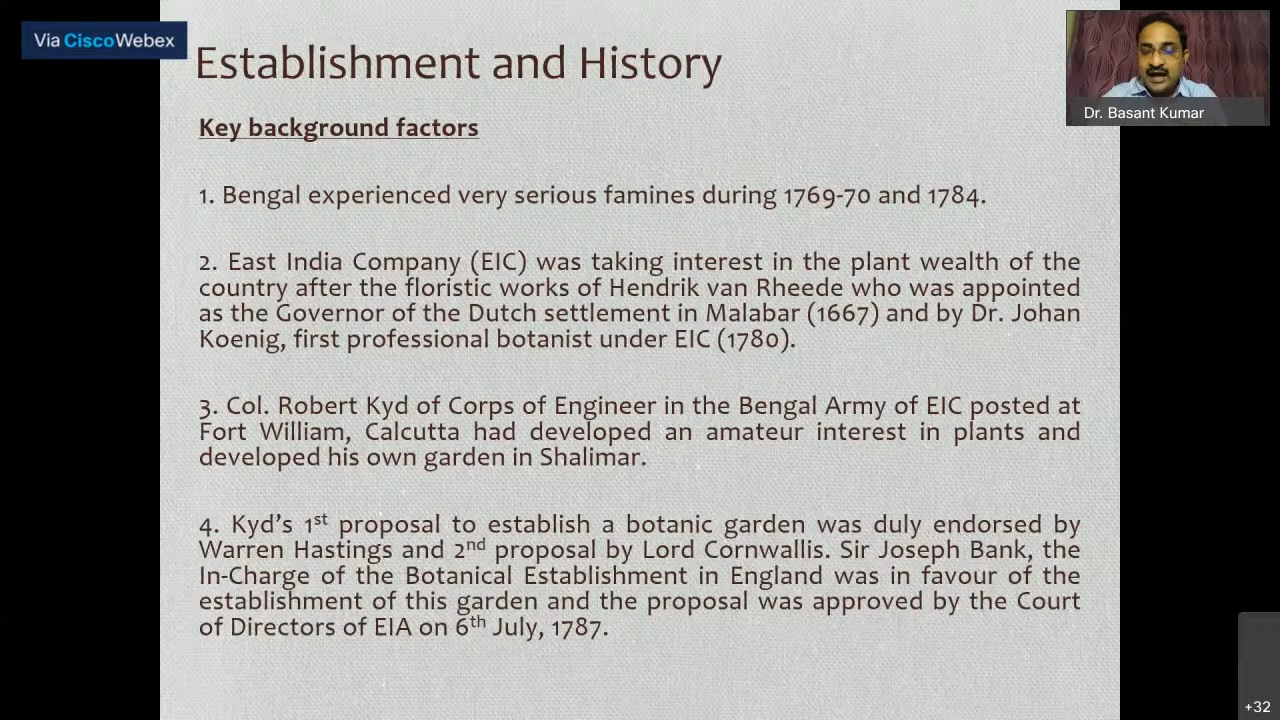 Via CiscoWebex
Establishment and History
Dr. Basant Kumar
Key background factors
1. Bengal experienced very serious famines during 1769-70 and 1784.
2. East India Company (EIC) was taking interest in the plant wealth of the
country after the floristic works of Hendrik van Rheede who was appointed
as the Governor of the Dutch settlement in Malabar (1667) and by Dr. Johan
Koenig, first professional botanist under EIC (1780).
3. Col. Robert Kyd of Corps of Engineer in the Bengal Army of EIC posted at
Fort William, Calcutta had developed an amateur interest in plants and
developed his own garden in Shalimar.
4. Kyd’s 1st proposal to establish a botanic garden was duly endorsed by
Warren Hastings and 2nd proposal by Lord Cornwallis. Sir Joseph Bank, the
In-Charge of the Botanical Establishment in England was in favour of the
establishment of this garden and the proposal was approved by the Court
of Directors of EIA on 6th July, 1787.
+32